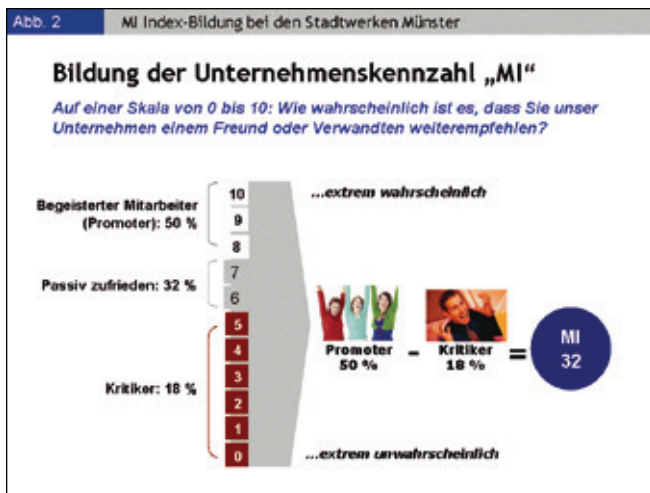 Abb. 2
MI Index-Bildung bei den Stadtwerken Münster
Bildung der Unternehmenskennzahl „MI“
Auf einer Skala von 0 bis 10: Wie wahrscheinlich ist es, dass Sie unser
Unternehmen einem Freund oder Verwandten weiterempfehlen?
Begeisterter Mitarbeiter
(Promoter): 50 %
Passiv zufrieden: 32 %
Kritiker: 18 %
10
9
8
7
6
5
4
3
2
1
0
...extrem wahrscheinlich
Promoter
50 %
-
Kritiker
18 %
=
MI
32
...extrem unwahrscheinlich